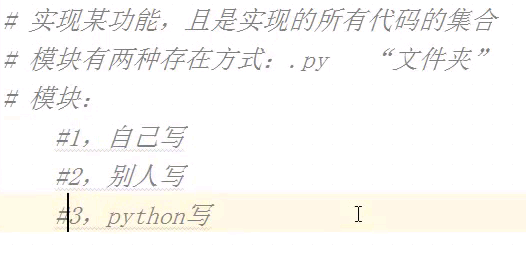 # 实现某功能，且是实现的所有代码的集合
# 模块有两种存在方式：.py “文件夹”
# 模块：
#1，自己写
#2，别人写
#3，python写